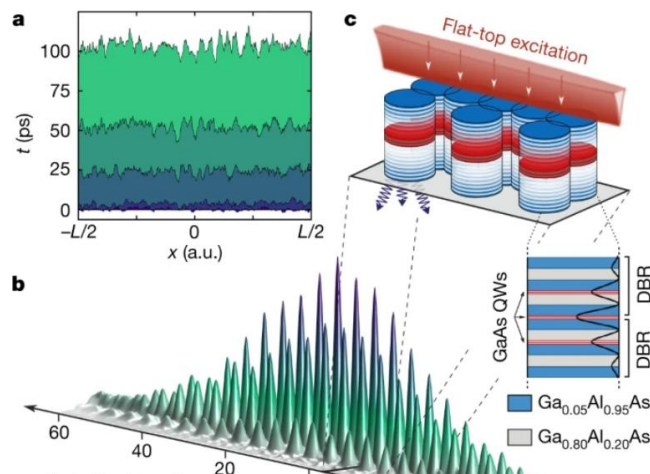 a
100
75
50
25
0
t (ps)
–L/2
0
L/2
x (a.u.)
b
60
40
20
c
Flat-top excitation
GaAs QWs
DBR
DBR
Ga0.05Al0.95As
Ga0.80Al0.20As